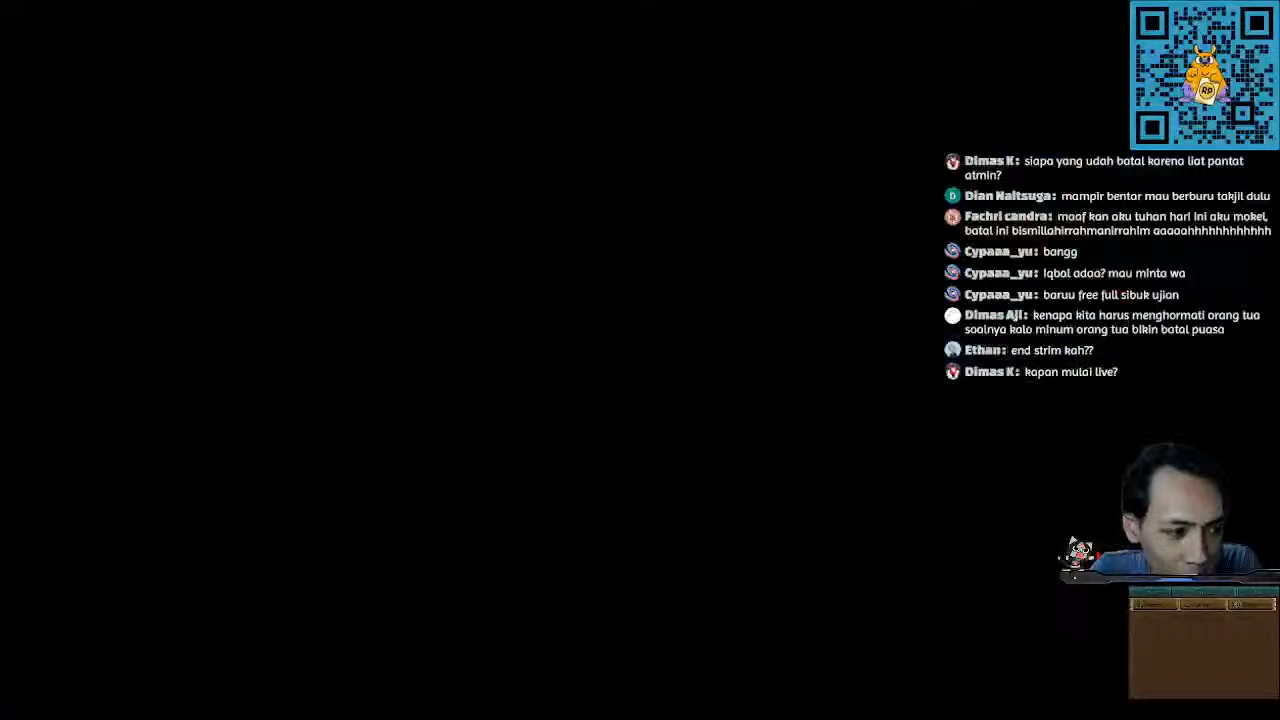 RP
Dimas K: siapa yang udah batal karena liat pantat
atmin?
Dian Naitsuga: mampir bentar mau berburu takjil dulu
Fachri candra: maaf kan aku tuhan hari ini aku mokel,
batal ini bismillahirrahmanirrahim aaaaahhhhhhhhhhhh
Cypaaa_yu: bangg
Cypaaa_yu: Iqbal adaa? mau minta wa
Cypaaa_yu: baruu free full sibuk ujian
Dimas Aji: kenapa kita harus menghormati orang tua
soalnya kalo minum orang tua bikin batal puasa
Ethan: end strim kah??
Dimas K: kapan mulai live?